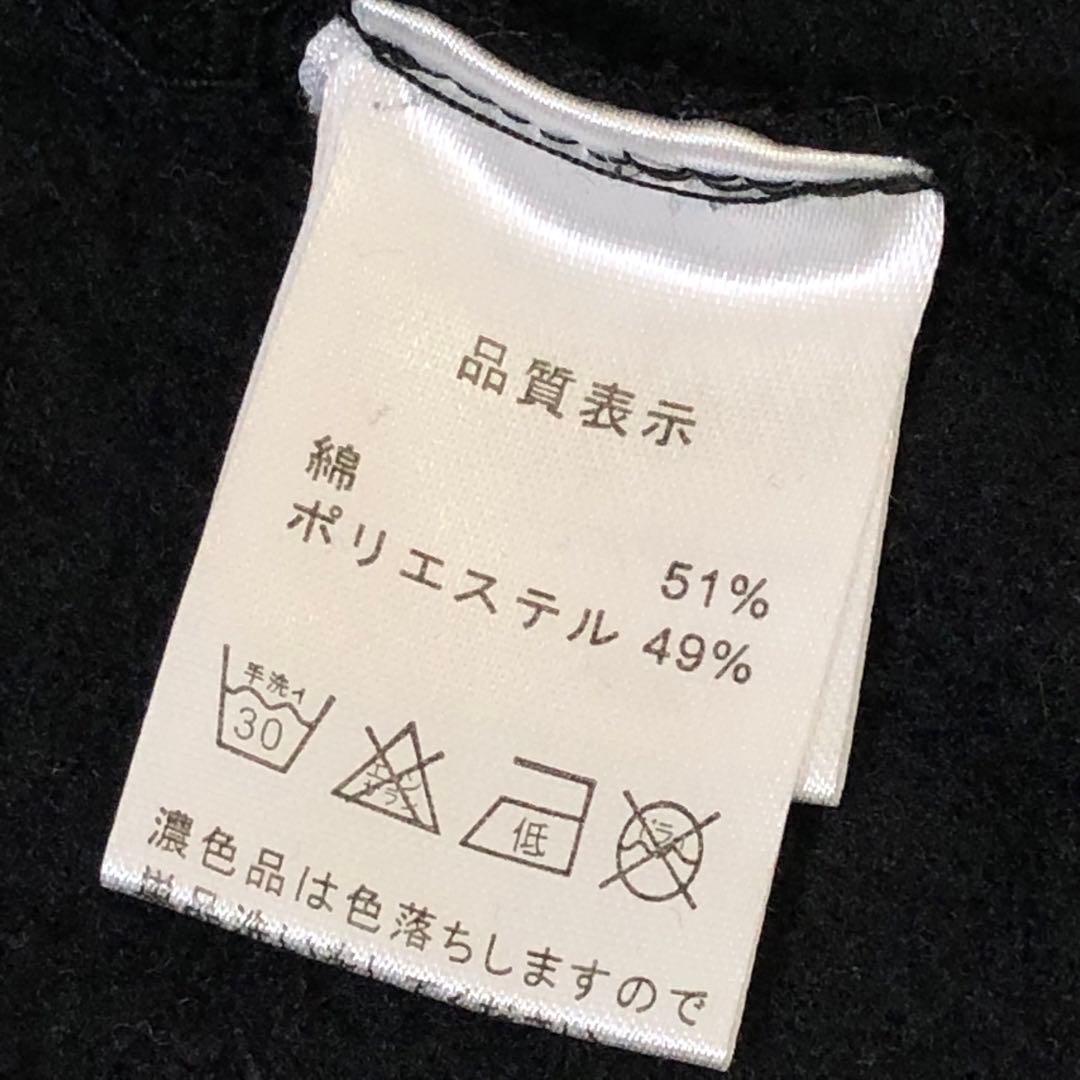 品質表示
綿 51%
ポリエステル 49%
手洗イ
30
低
濃色品は色落ちしますので